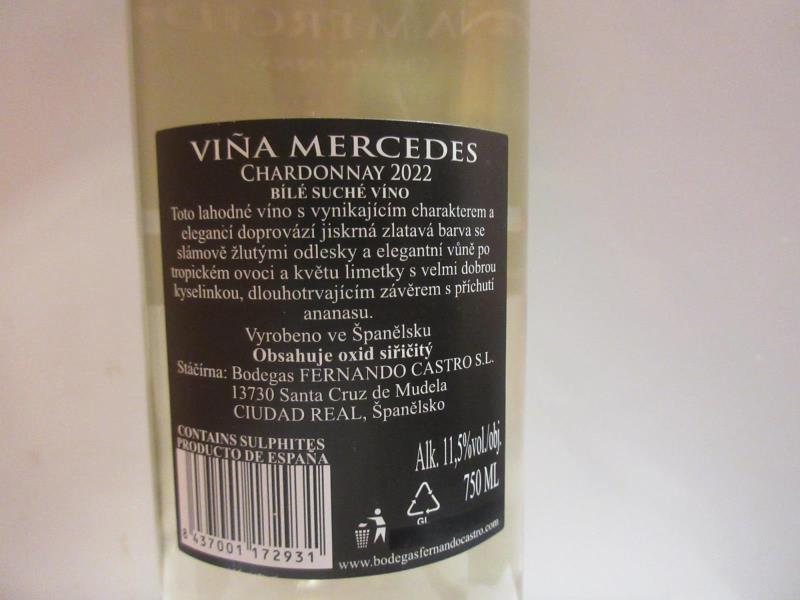 VIÑA MERCEDES
CHARDONNAY 2022
BÍLÉ SUCHÉ VÍNO
Toto lahodné víno s vynikajícím charakterem a
elegancí doprovází jiskrná zlatavá barva se
slámově žlutými odlesky a elegantní vůně po
tropickém ovoci a květu limetky s velmi dobrou
kyselinkou, dlouhotrvajícím závěrem s příchutí
ananasu.
Vyrobeno ve Španělsku
Obsahuje oxid siřičitý
Stáčírna: Bodegas FERNANDO CASTRO S.L.
13730 Santa Cruz de Mudela
CIUDAD REAL, Španělsko
CONTAINS SULPHITES
PRODUCTO DE ESPAÑA
Alk. 11,5%vol./obj.
750 ML
GL
8 437001 172931
www.bodegasfernandocastro.com